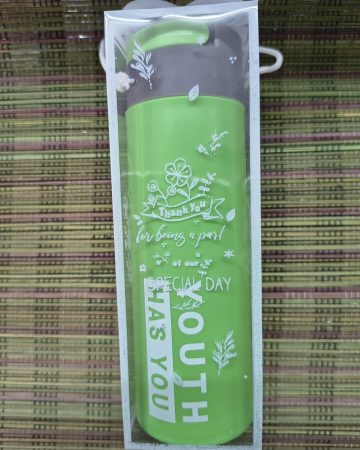 Thank You
for being a part
of our
SPECIAL DAY
YOUTH
HAS YOU